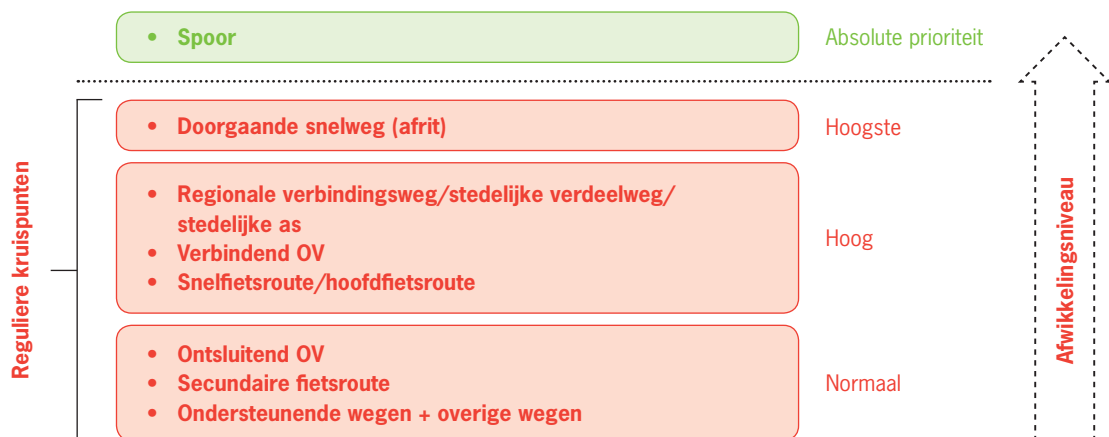 • Spoor
Absolute prioriteit
• Doorgaande snelweg (afrit)
Hoogste
• Regionale verbindingsweg/stedelijke verdeelweg/
stedelijke as
• Verbindend OV
• Snelfietsroute/hoofdfietsroute
Hoog
• Ontsluitend OV
• Secundaire fietsroute
• Ondersteunende wegen + overige wegen
Normaal
Reguliere kruispunten
Afwikkelingsniveau